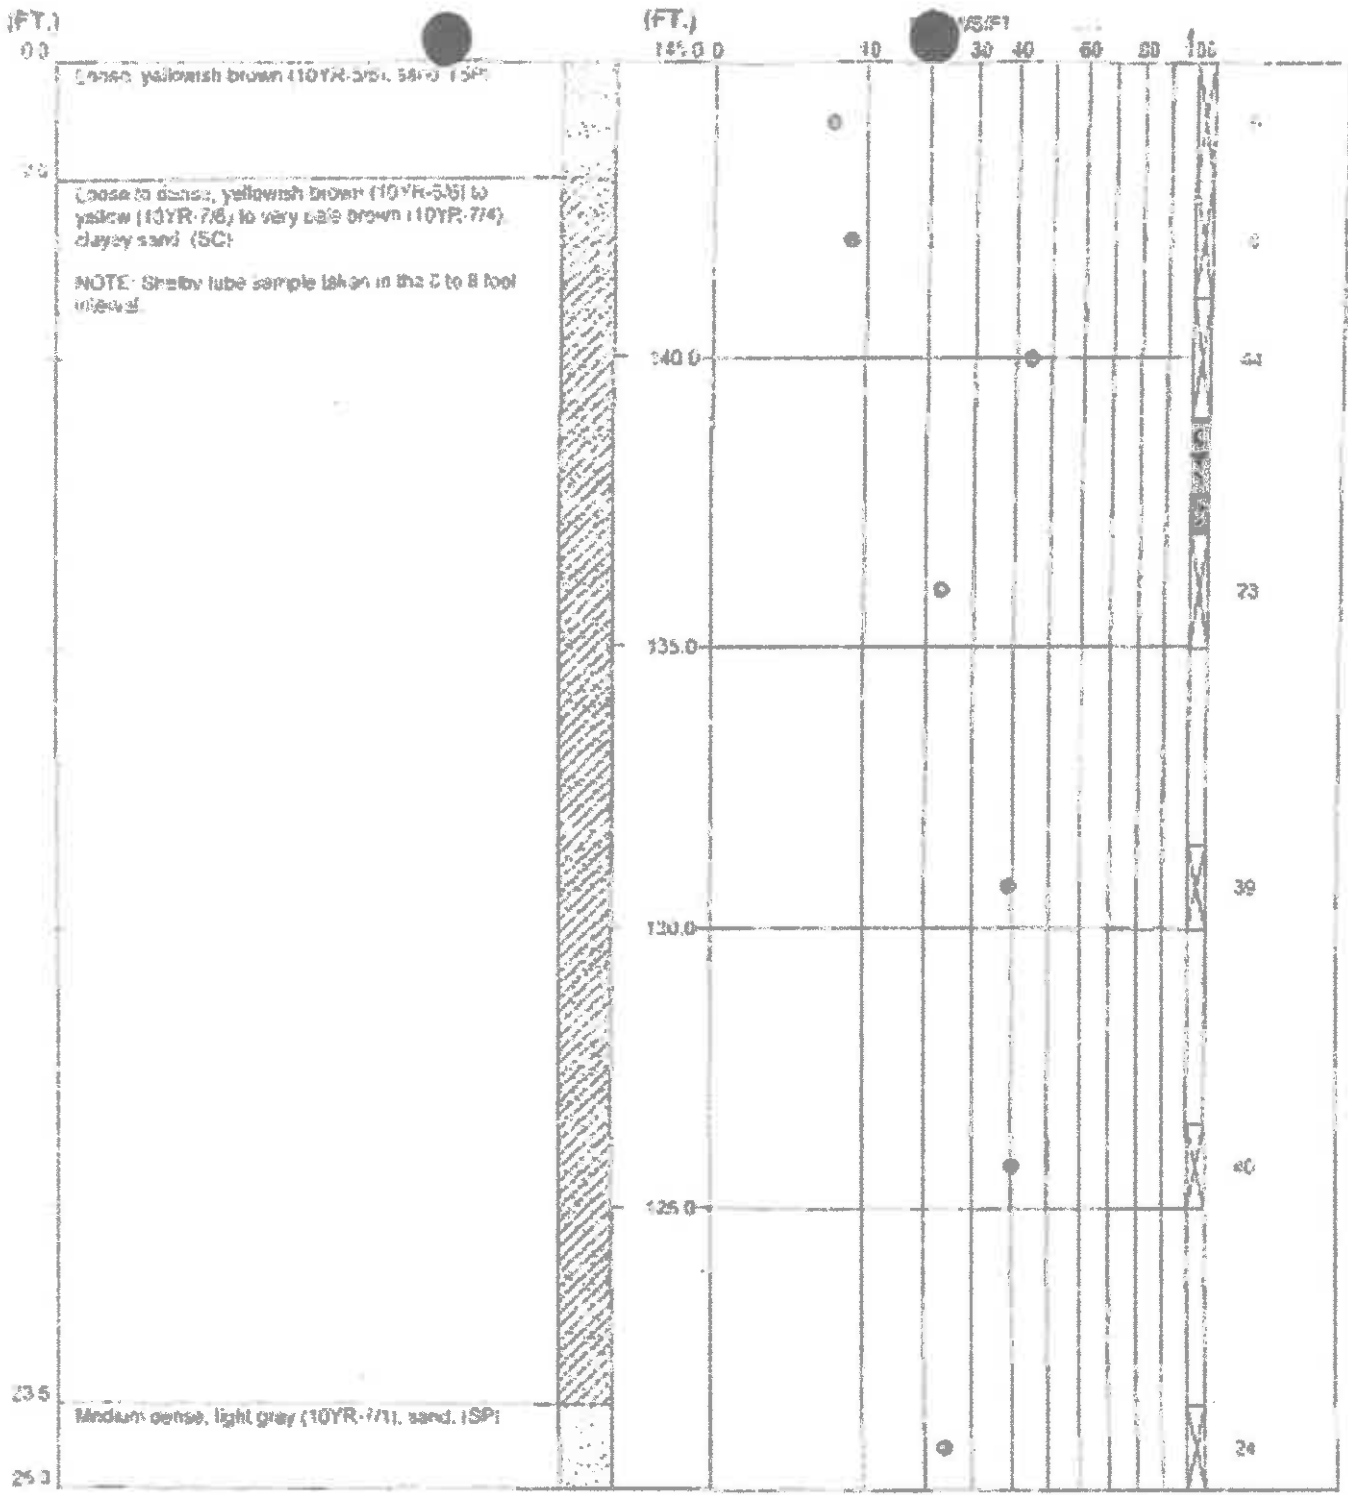 (FT.)
0.0
Loose, yellowish brown (10YR-5/6), sand. (SP)
Loose to dense, yellowish brown (10YR-5/6) to
yellow (10YR-7/6) to very pale brown (10YR-7/4)
clayey sand. (SC)
NOTE: Shelby tube sample taken in the 6 to 8 foot
interval.
23.5
Medium dense, light gray (10YR-7/1), sand. (SP)
25.0
(FT.)
145.0 0 10 30 40 60 80 100
140.0
44
23
135.0
39
130.0
40
125.0
24